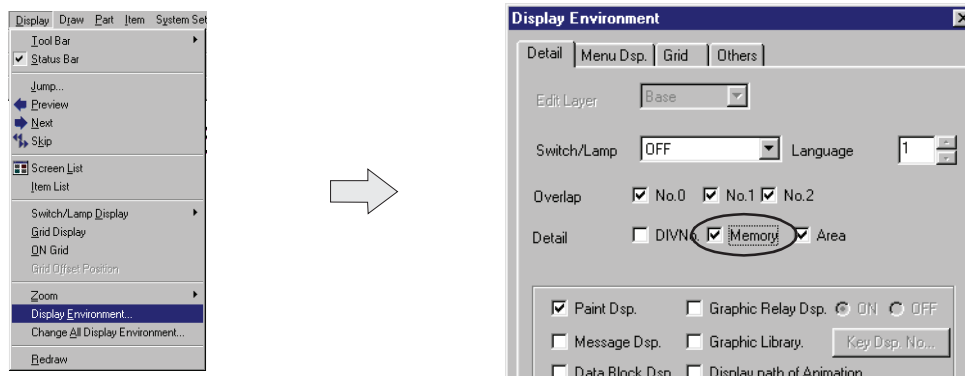 Display Draw Part Item System Set
Tool Bar
Status Bar
Jump...
Preview
Next
Skip
Screen List
Item List
Switch/Lamp Display
Grid Display
ON Grid
Grid Offset Position
Zoom
Display Environment...
Change All Display Environment...
Redraw
Display Environment
Detail Menu Dsp. Grid Others
Edit Layer Base
Switch/Lamp OFF Language 1
Overlap No.0 No.1 No.2
Detail DIVNo. Memory Area
Paint Dsp. Graphic Relay Dsp. ON OFF
Message Dsp. Graphic Library. Key Dsp. No...
Data Block Dsp. Display path of Animation